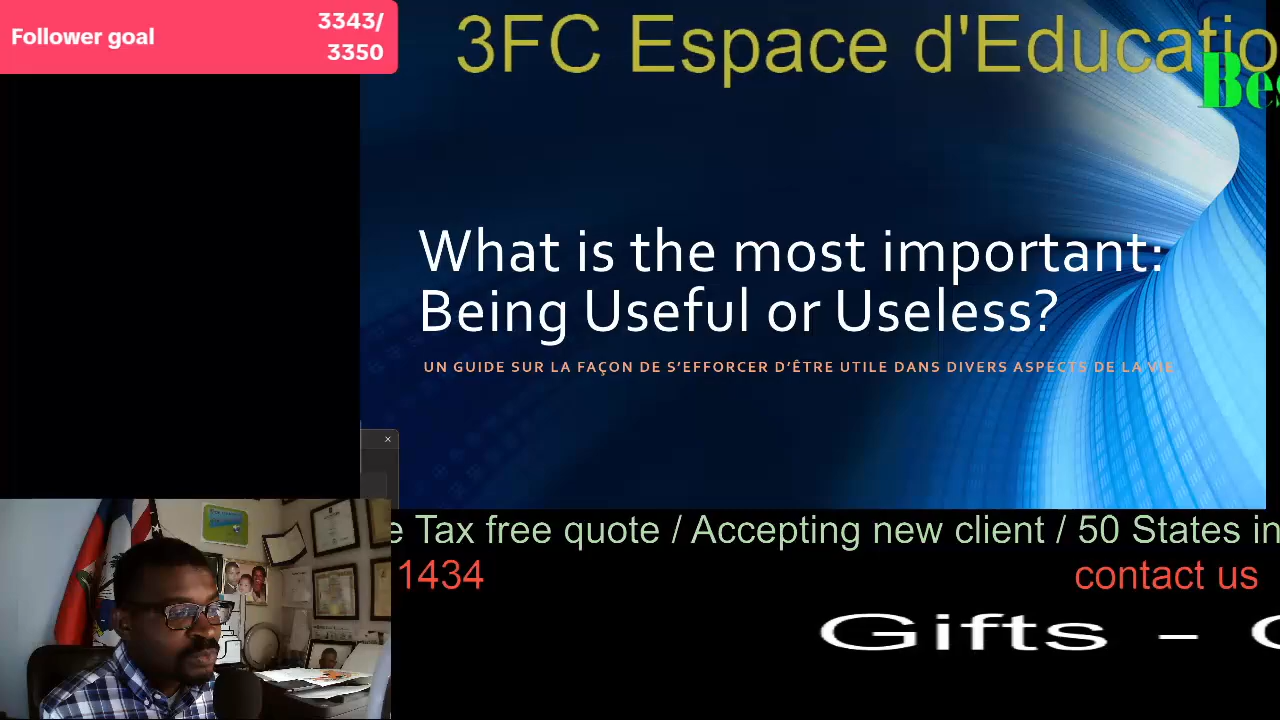 Follower goal
3343/
3350
3FC Espace d'Educatio
Bes
What is the most important:
Being Useful or Useless?
UN GUIDE SUR LA FAÇON DE S'EFFORCER D'ÊTRE UTILE DANS DIVERS ASPECTS DE LA VIE
e Tax free quote / Accepting new client / 50 States in
1434
contact us
Gifts -